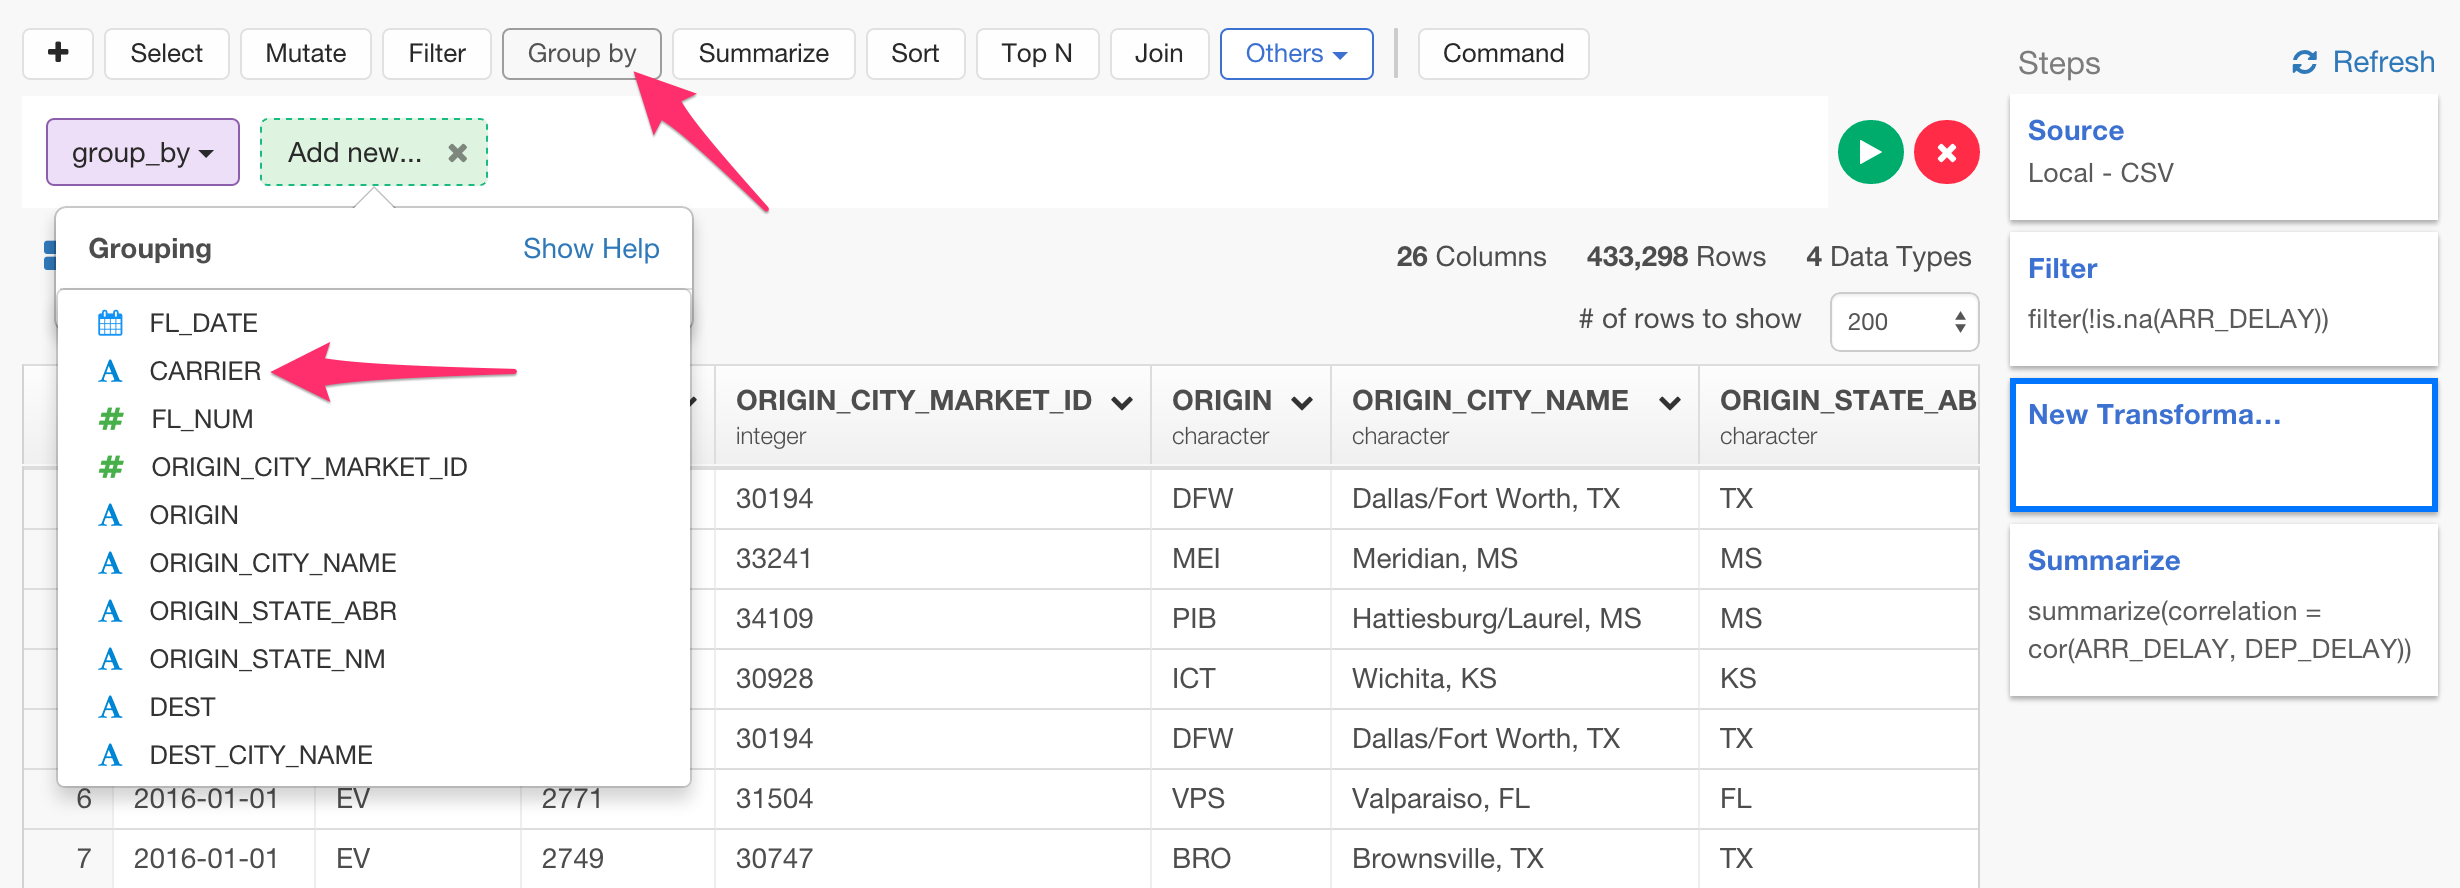 + Select Mutate Filter Group by Summarize Sort Top N Join Others Command
Steps Refresh
group_by Add new...
Source
Local - CSV
Grouping Show Help
26 Columns 433,298 Rows 4 Data Types
# of rows to show 200
Filter
filter(!is.na(ARR_DELAY))
FL_DATE
CARRIER
FL_NUM
ORIGIN_CITY_MARKET_ID
ORIGIN
ORIGIN_CITY_NAME
ORIGIN_STATE_ABR
ORIGIN_STATE_NM
DEST
DEST_CITY_NAME
New Transforma...
Summarize
summarize(correlation =
cor(ARR_DELAY, DEP_DELAY))
ORIGIN_CITY_MARKET_ID ORIGIN ORIGIN_CITY_NAME ORIGIN_STATE_AB
integer character character character
30194 DFW Dallas/Fort Worth, TX TX
33241 MEI Meridian, MS MS
34109 PIB Hattiesburg/Laurel, MS MS
30928 ICT Wichita, KS KS
30194 DFW Dallas/Fort Worth, TX TX
6 2016-01-01 EV 2771 31504 VPS Valparaiso, FL FL
7 2016-01-01 EV 2749 30747 BRO Brownsville, TX TX